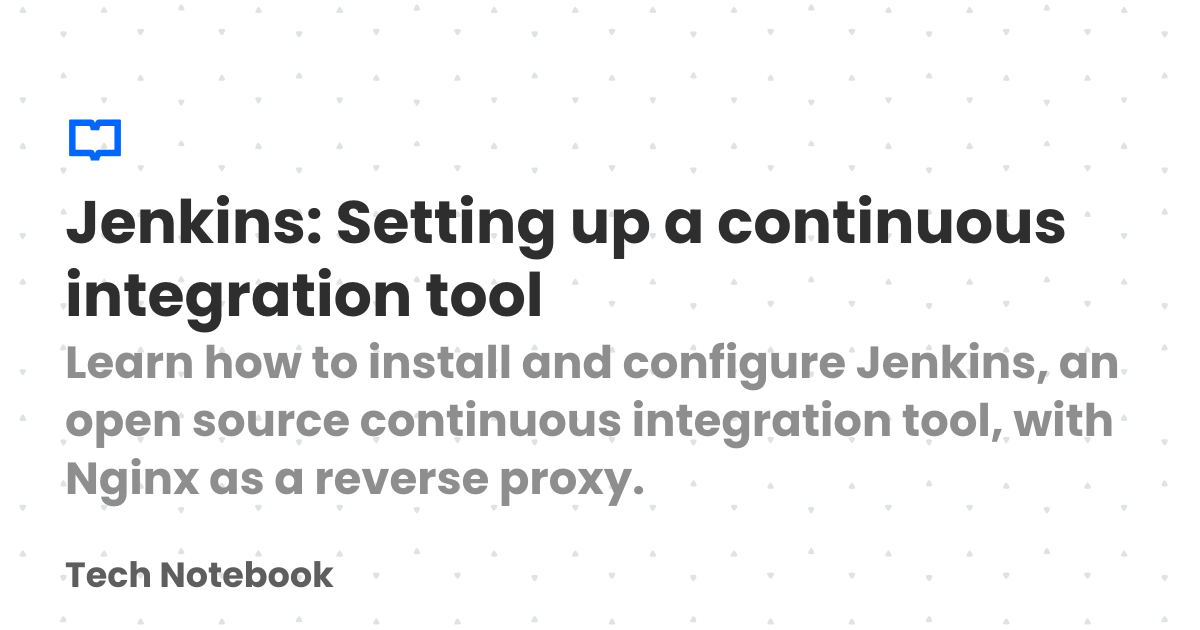 Jenkins: Setting up a continuous
integration tool
Learn how to install and configure Jenkins, an
open source continuous integration tool, with
Nginx as a reverse proxy.
Tech Notebook